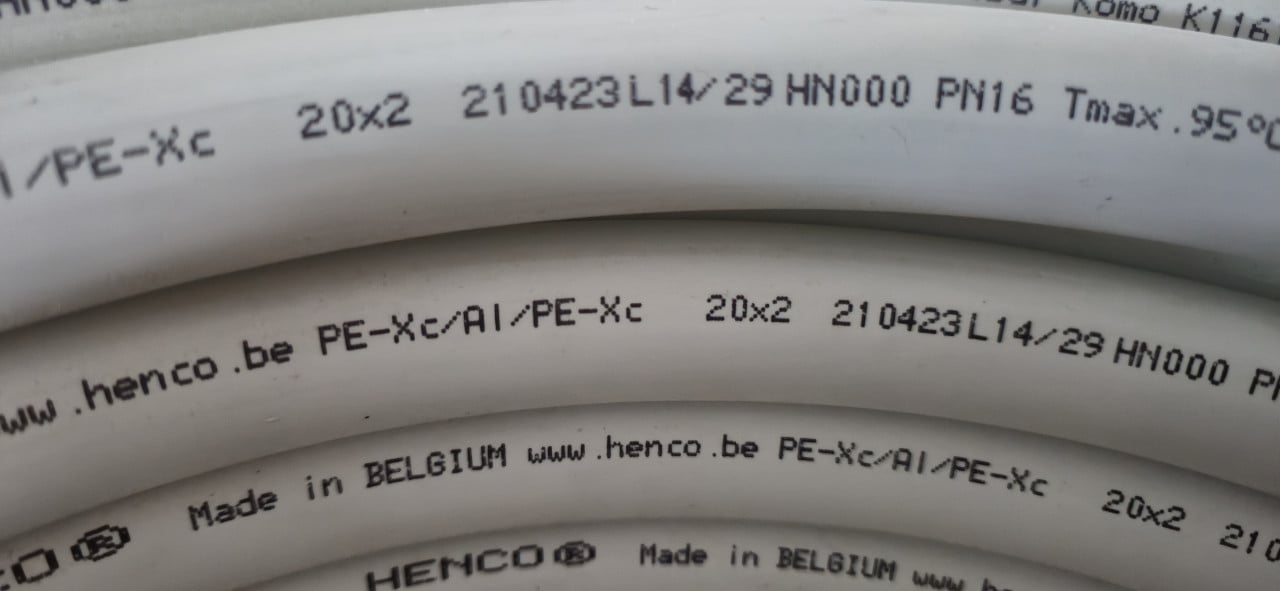 Komo K116
/PE-Xc 20x2 210423L14/29 HN000 PN16 Tmax.95°C
www.henco.be PE-Xc/Al/PE-Xc 20x2 210423L14/29 HN000
® Made in BELGIUM www.henco.be PE-Xc/Al/PE-Xc 20x2 210
HENCO® Made in BELGIUM www